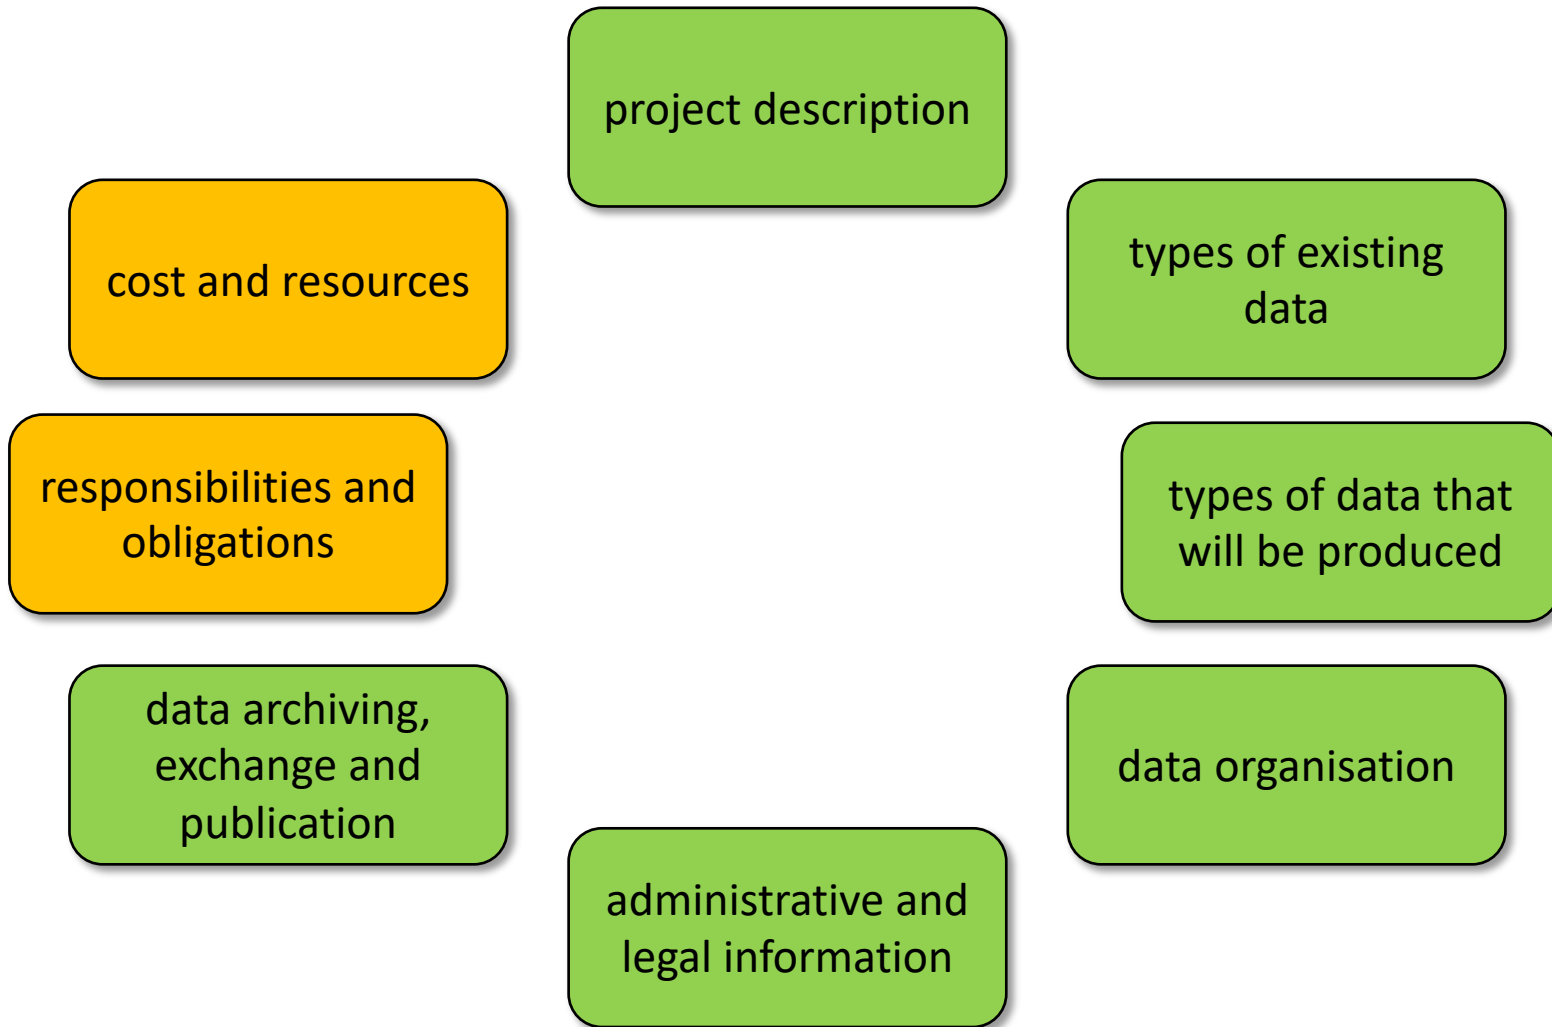 project description
types of existing
data
types of data that
will be produced
data organisation
administrative and
legal information
data archiving,
exchange and
publication
responsibilities and
obligations
cost and resources